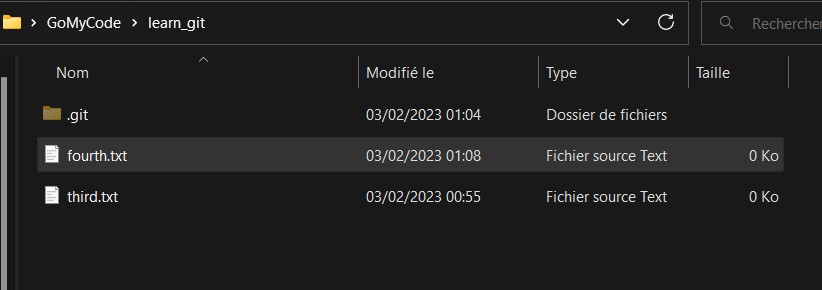 GoMyCode learn_git Rechercher
Nom Modifié le Type Taille
.git 03/02/2023 01:04 Dossier de fichiers
fourth.txt 03/02/2023 01:08 Fichier source Text 0 Ko
third.txt 03/02/2023 00:55 Fichier source Text 0 Ko